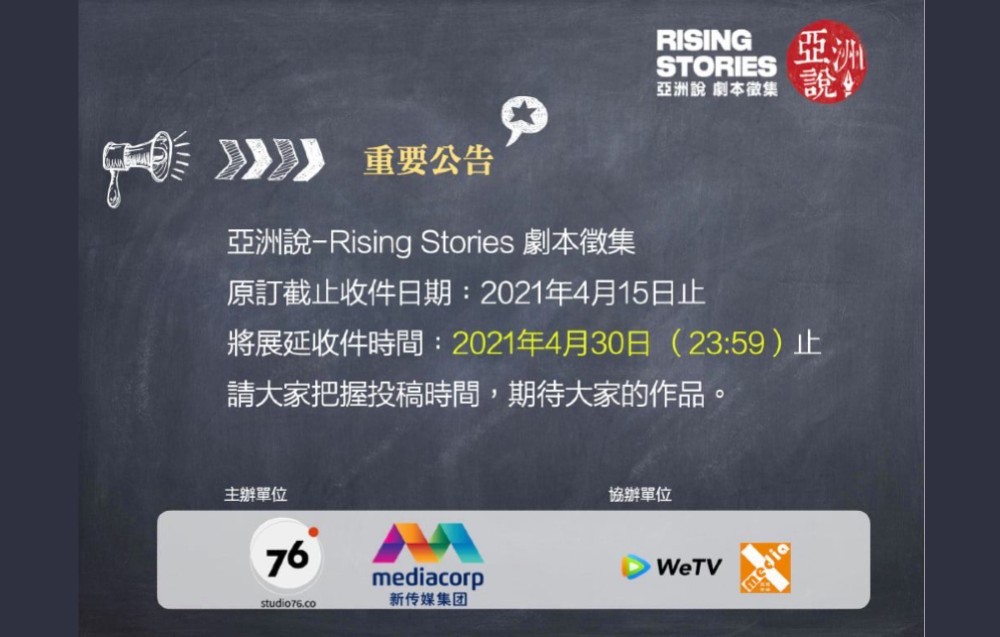 RISING
STORIES
亞洲說 劇本徵集
亞洲
說
重要公告
亞洲說-Rising Stories 劇本徵集
原訂截止收件日期：2021年4月15日止
將展延收件時間：2021年4月30日（23:59）止
請大家把握投稿時間，期待大家的作品。
主辦單位
協辦單位
76
studio76.co
mediacorp
新传媒集团
WeTV
media